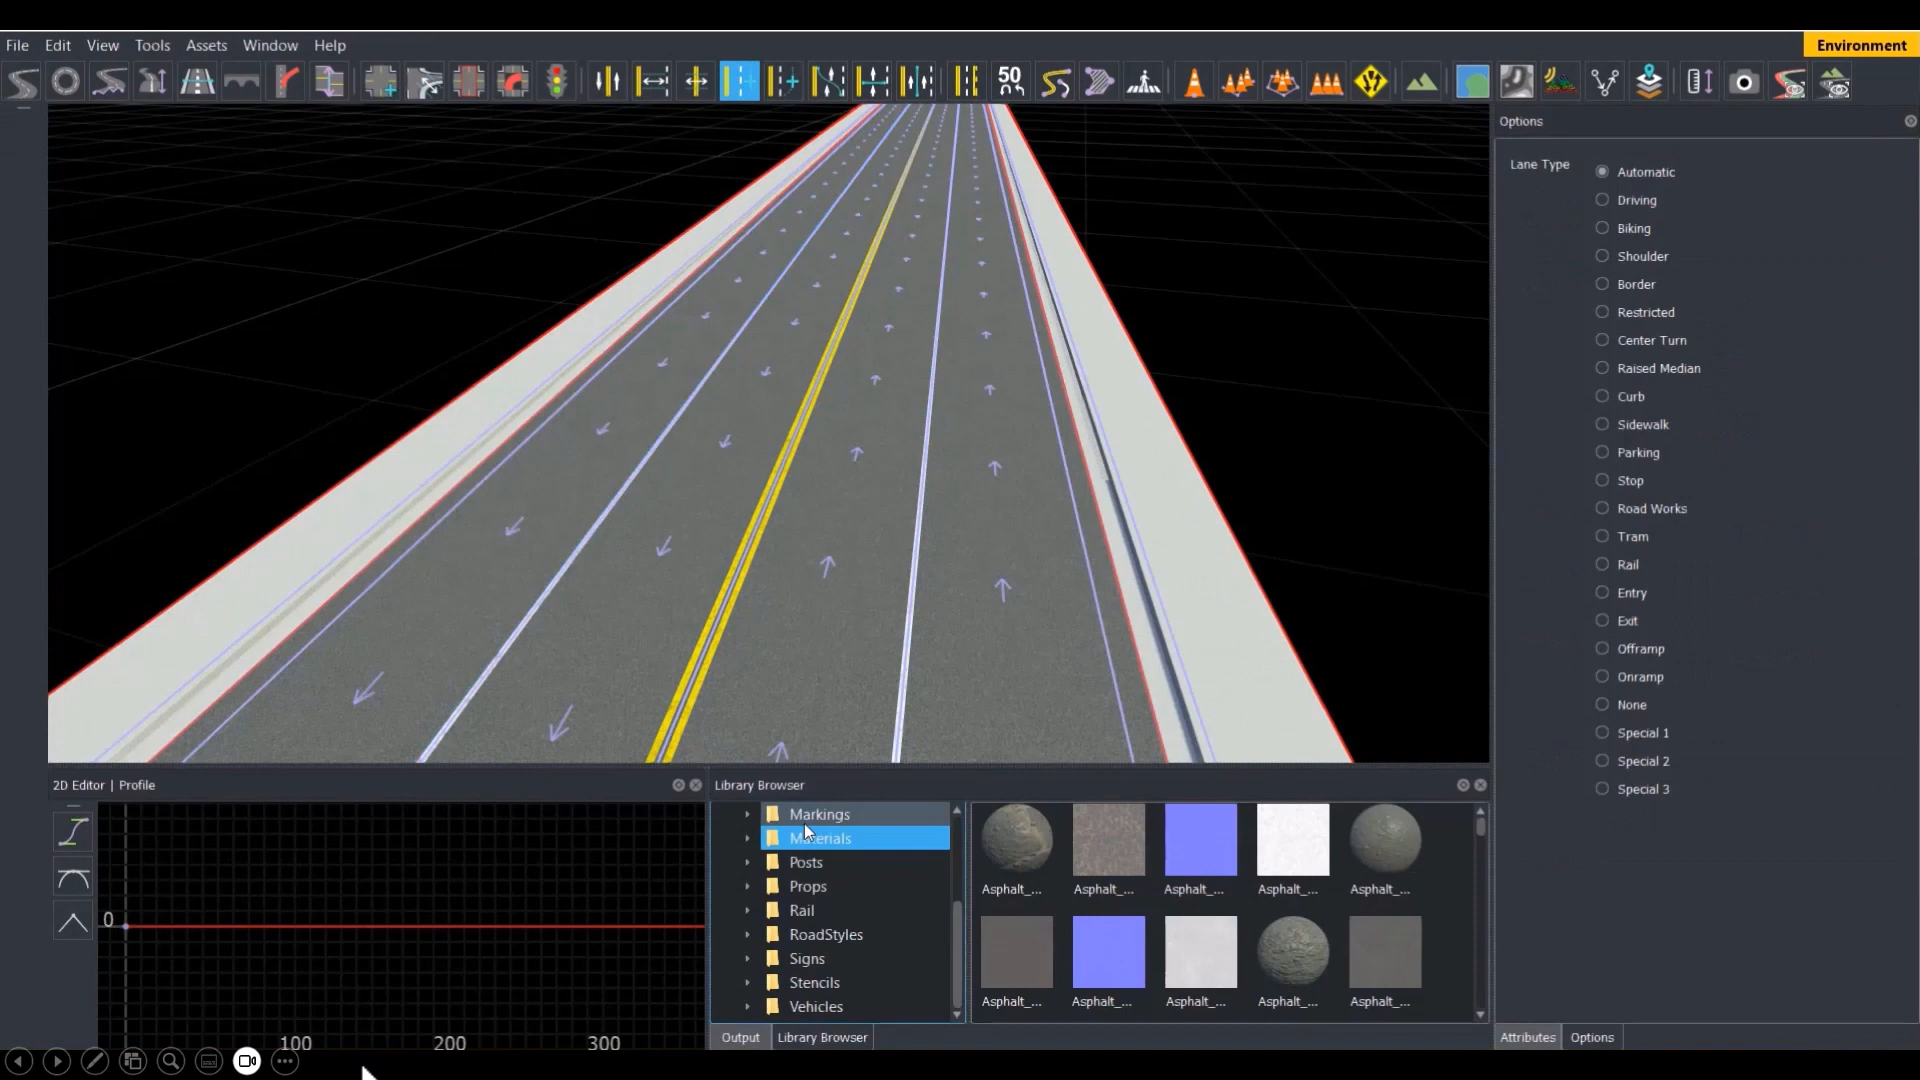 File Edit View Tools Assets Window Help
Environment
50
Options
Lane Type
Automatic
Driving
Biking
Shoulder
Border
Restricted
Center Turn
Raised Median
Curb
Sidewalk
Parking
Stop
Road Works
Tram
Rail
Entry
Exit
Offramp
Onramp
None
Special 1
Special 2
Special 3
2D Editor | Profile
0
100 200 300
Library Browser
Markings
Materials
Posts
Props
Rail
RoadStyles
Signs
Stencils
Vehicles
Asphalt_... Asphalt_... Asphalt_... Asphalt_... Asphalt_...
Asphalt_... Asphalt_... Asphalt_... Asphalt_... Asphalt_...
Output Library Browser
Attributes Options